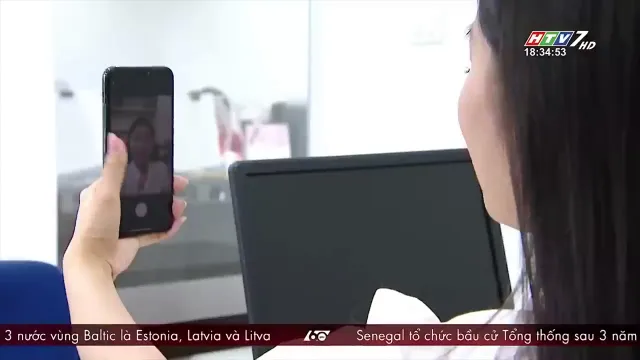 HTV7 HD
18:34:53
3 nước vùng Baltic là Estonia, Latvia và Litva
60
Senegal tổ chức bầu cử Tổng thống sau 3 năm